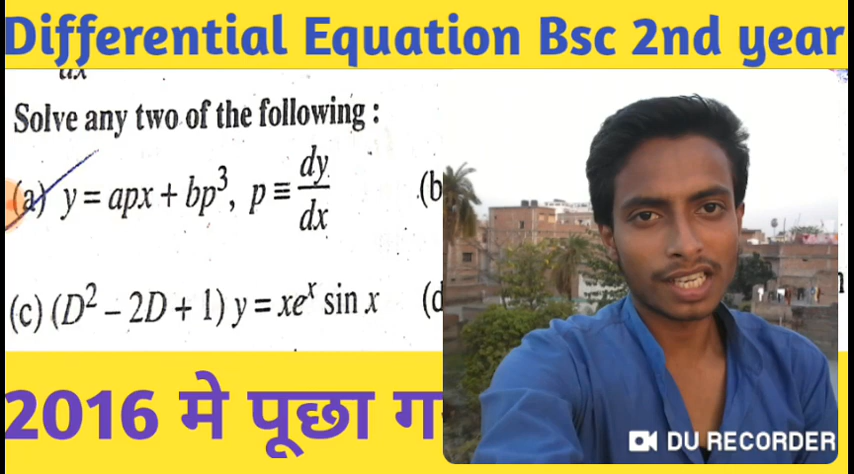 Differential Equation Bsc 2nd year
Solve any two of the following :
(a) y = apx + bp³, p ≡ dy/dx
(b
(c) (D² – 2D + 1) y = xeˣ sin x
(d
2016 मे पूछा
DU RECORDER